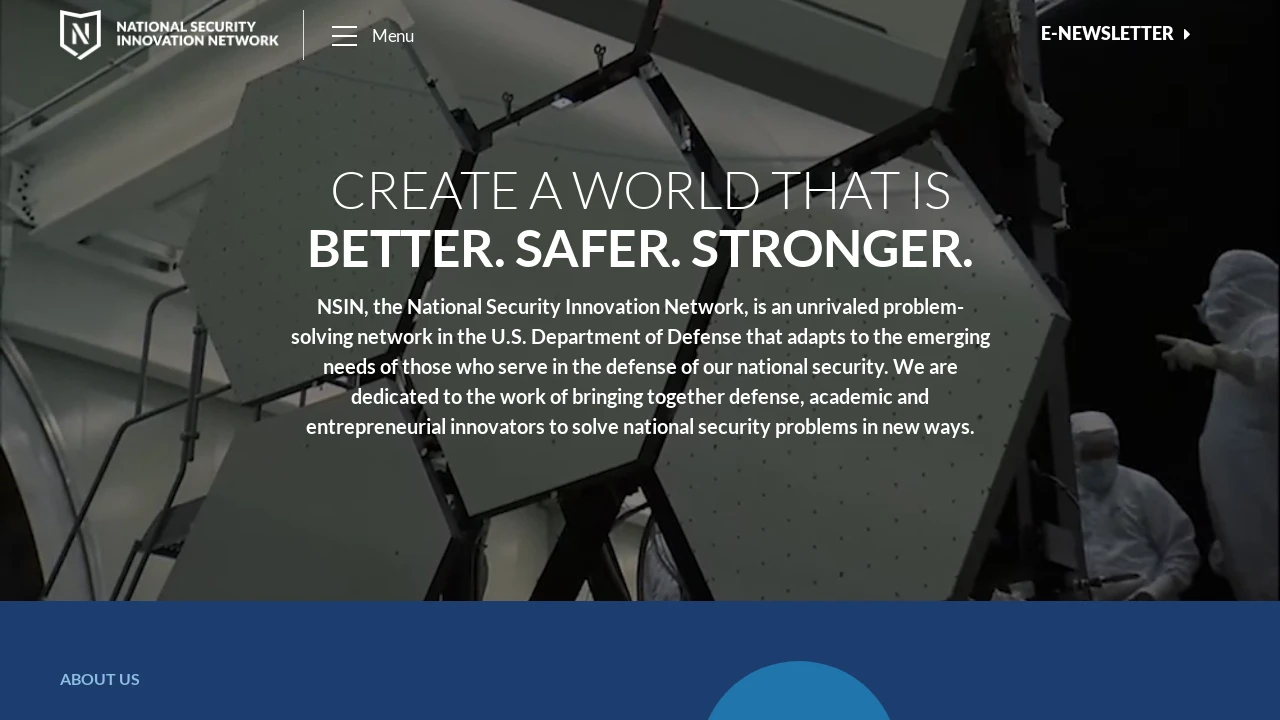 NATIONAL SECURITY
INNOVATION NETWORK
Menu
E-NEWSLETTER
CREATE A WORLD THAT IS
BETTER. SAFER. STRONGER.
NSIN, the National Security Innovation Network, is an unrivaled problem-
solving network in the U.S. Department of Defense that adapts to the emerging
needs of those who serve in the defense of our national security. We are
dedicated to the work of bringing together defense, academic and
entrepreneurial innovators to solve national security problems in new ways.
ABOUT US